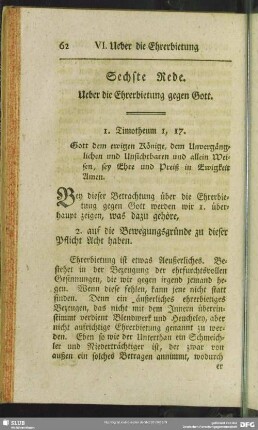 62 VI. Ueber die Ehrerbietung
Sechste Rede.
Ueber die Ehrerbietung gegen Gott.
1. Timotheum 1, 17.
Gott dem ewigen Könige, dem Unvergäng-
lichen und Unsichtbaren und allein Wei-
sen, sey Ehre und Preiß in Ewigkeit
Amen.
Bey dieser Betrachtung über die Ehrerbie-
tung gegen Gott werden wir 1. über-
haupt zeigen, was dazu gehöre,
2. auf die Bewegungsgründe zu dieser
Pflicht Acht haben.
Ehrerbietung ist etwas Aeußerliches. Be-
stehet in der Bezeugung der ehrfurchtsvollen
Gesinnungen, die wir gegen irgend jemand he-
gen. Wenn diese fehlen, kann jene nicht statt
finden. Denn ein äußerliches ehrerbietiges
Bezeugen, das nicht mit dem Innern überein-
stimmt verdient Blendwerk und Heucheley, aber
nicht aufrichtige Ehrerbietung genannt zu wer-
den. Eben so wie der Unterthan ein Schmeich-
ler und Niederträchtiger ist, der zwar von
außen ein solches Betragen annimmt, wodurch
er
SLUB
DFG